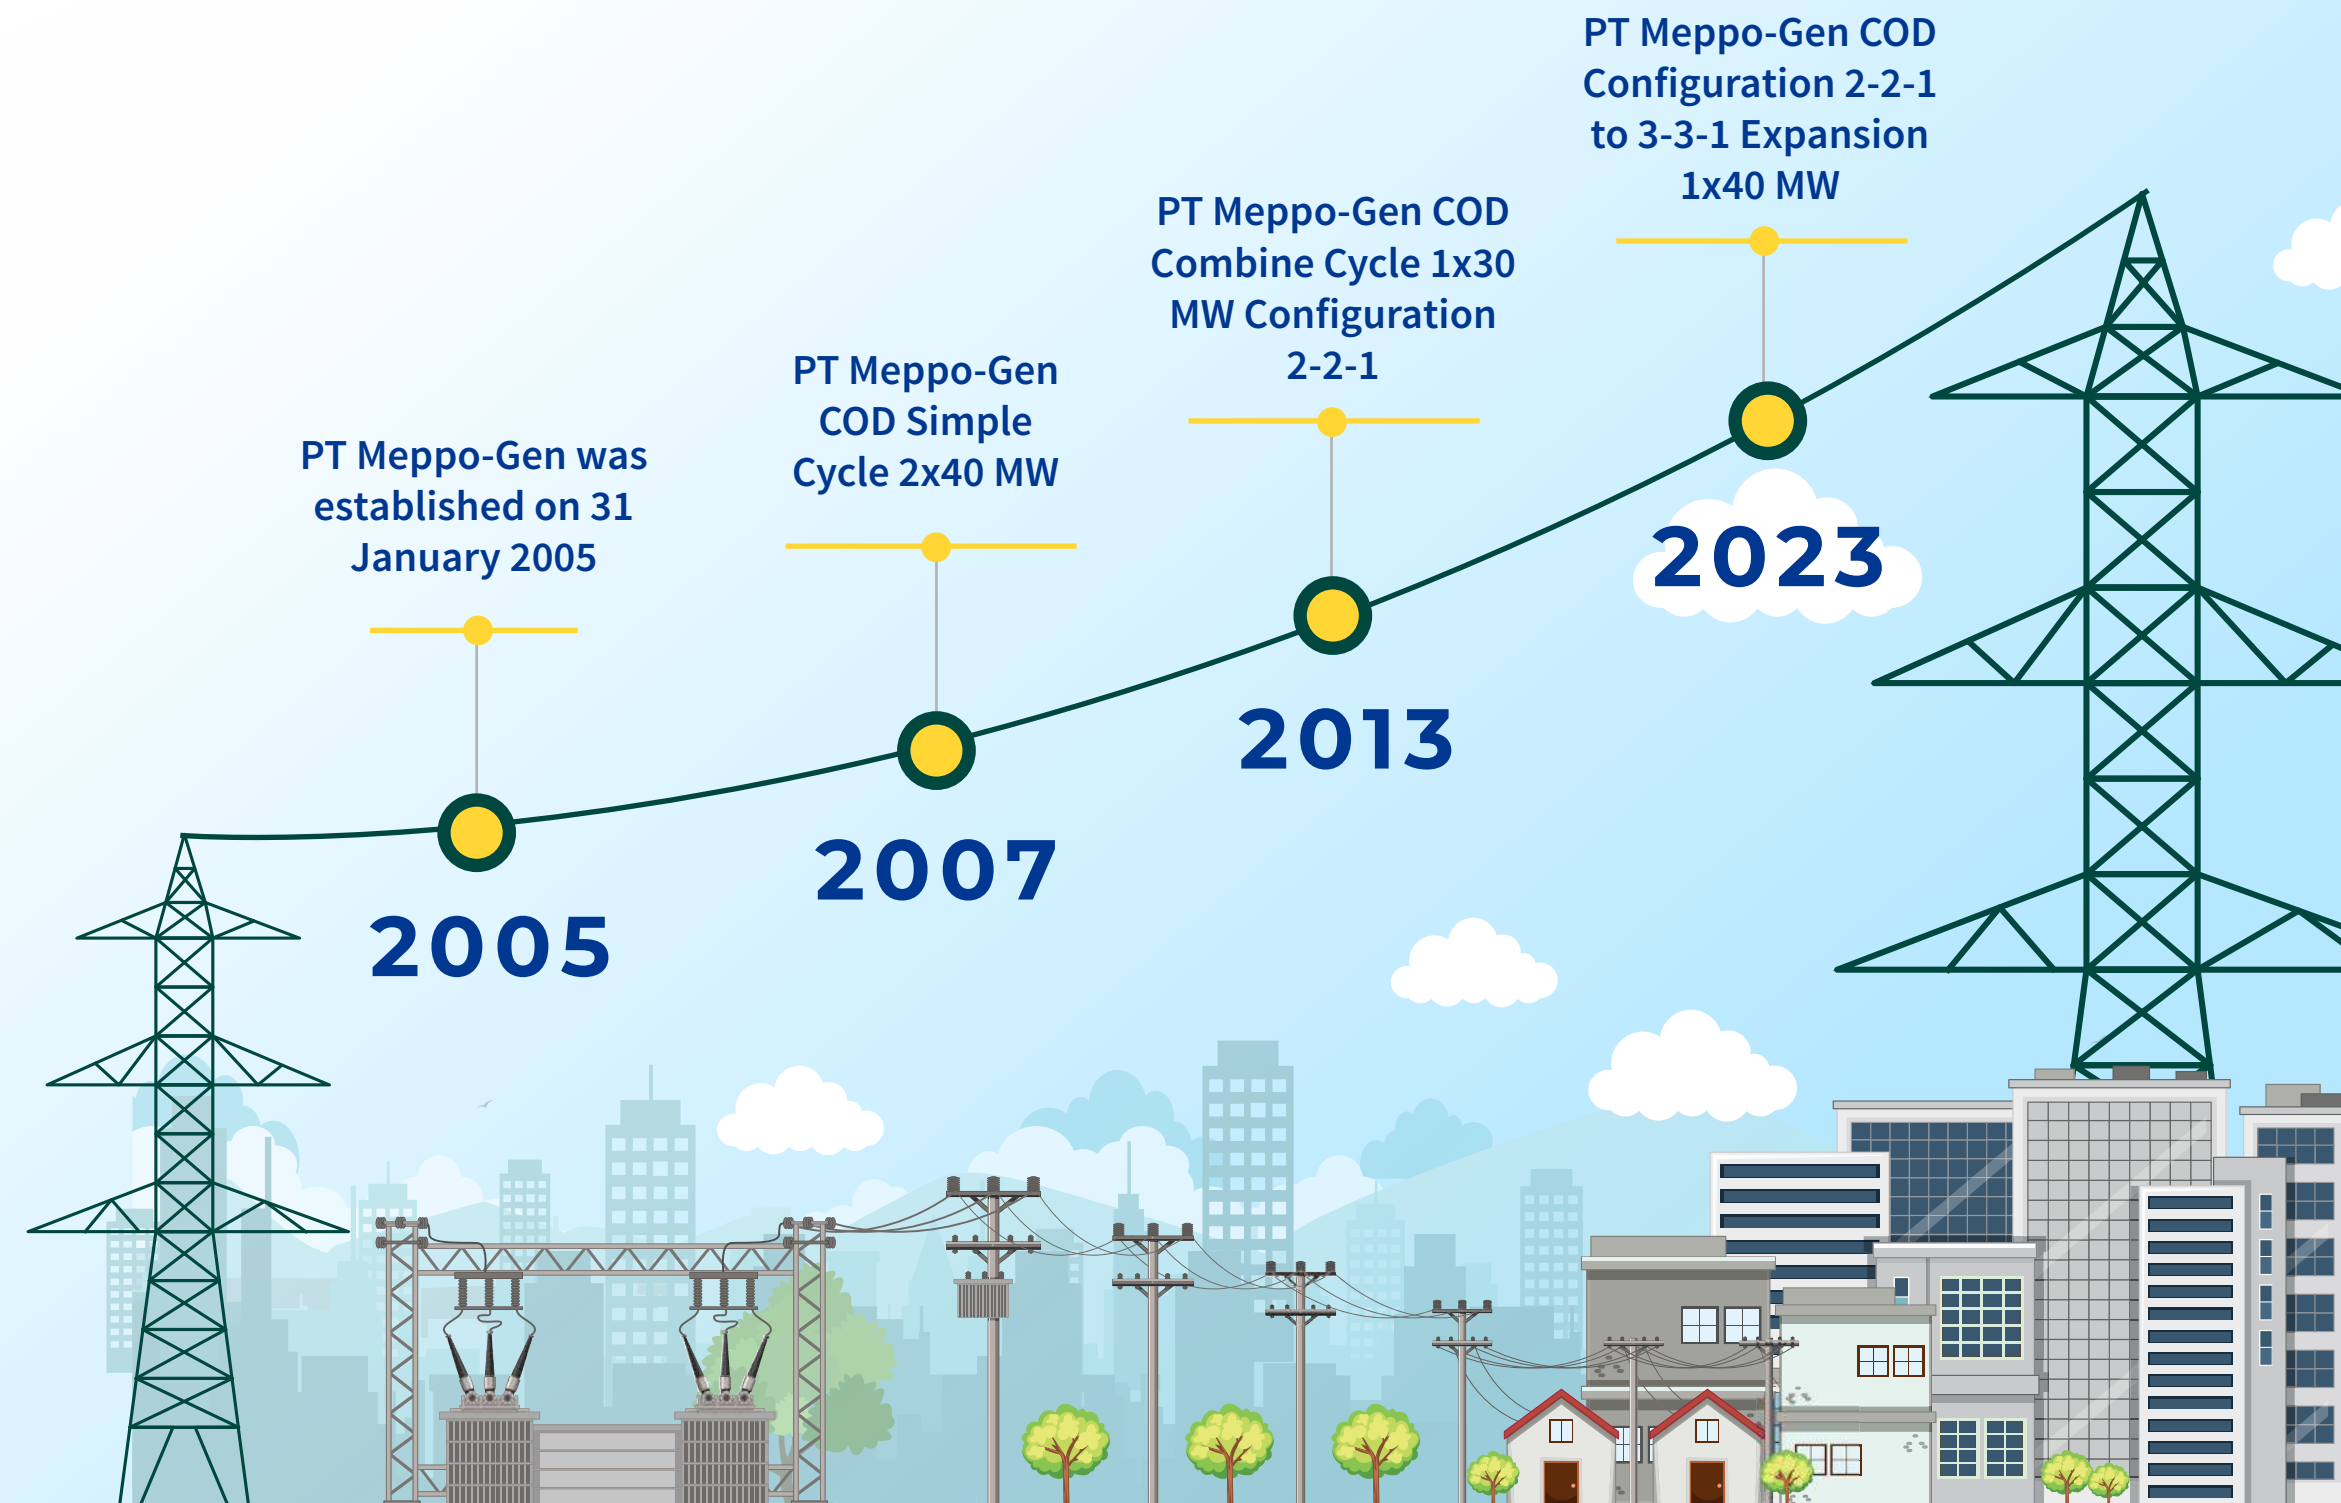 PT Meppo-Gen was
established on 31
January 2005
2005
PT Meppo-Gen
COD Simple
Cycle 2x40 MW
2007
PT Meppo-Gen COD
Combine Cycle 1x30
MW Configuration
2-2-1
2013
PT Meppo-Gen COD
Configuration 2-2-1
to 3-3-1 Expansion
1x40 MW
2023